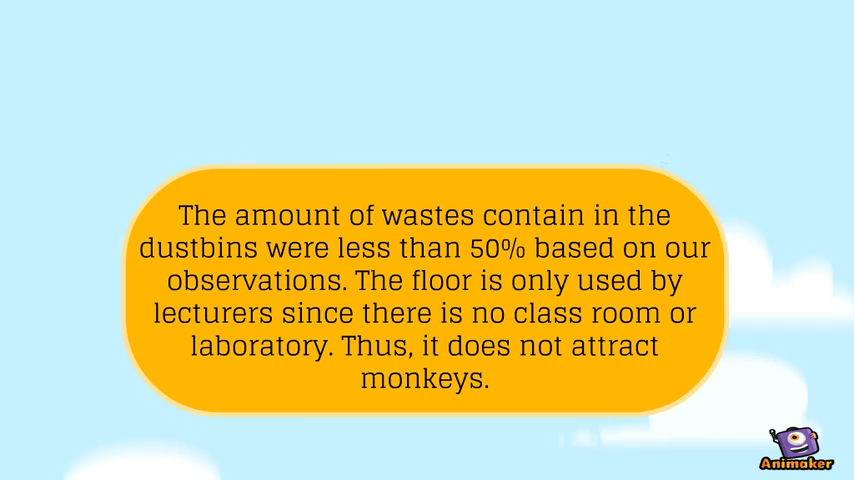 The amount of wastes contain in the
dustbins were less than 50% based on our
observations. The floor is only used by
lecturers since there is no class room or
laboratory. Thus, it does not attract
monkeys.
Animaker